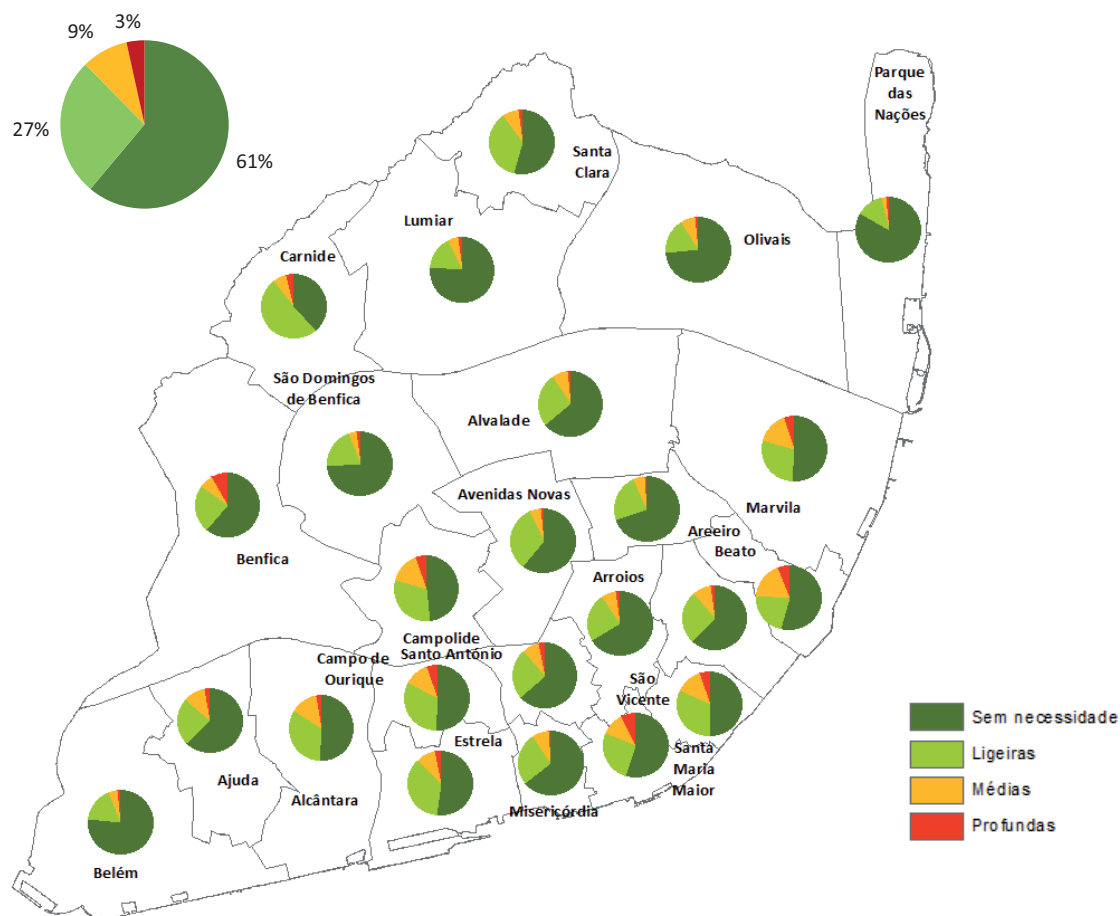 3%
9%
27%
61%
Parque
das
Nações
Santa
Clara
Lumiar
Olivais
Carnide
São Domingos
de Benfica
Alvalade
Avenidas Novas
Marvila
Areeiro
Beato
Benfica
Arroios
Campolide
Santo António
Campo de
Ourique
São
Vicente
Estrela
Santa
Maria
Maior
Ajuda
Alcântara
Misericórdia
Belém
Sem necessidade
Ligeiras
Médias
Profundas